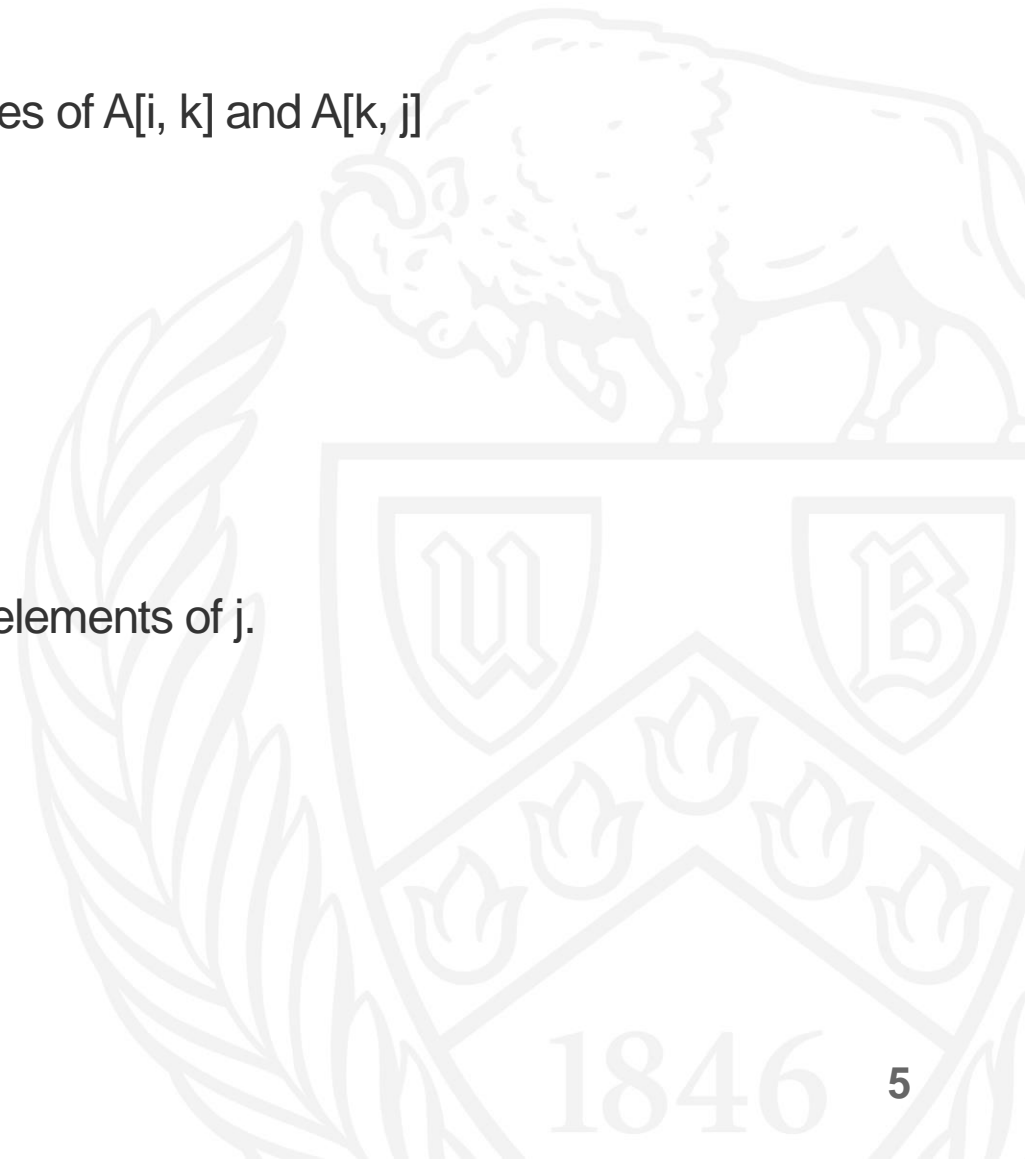 es of A[i, k] and A[k, j]
elements of j.
U B
1846
5